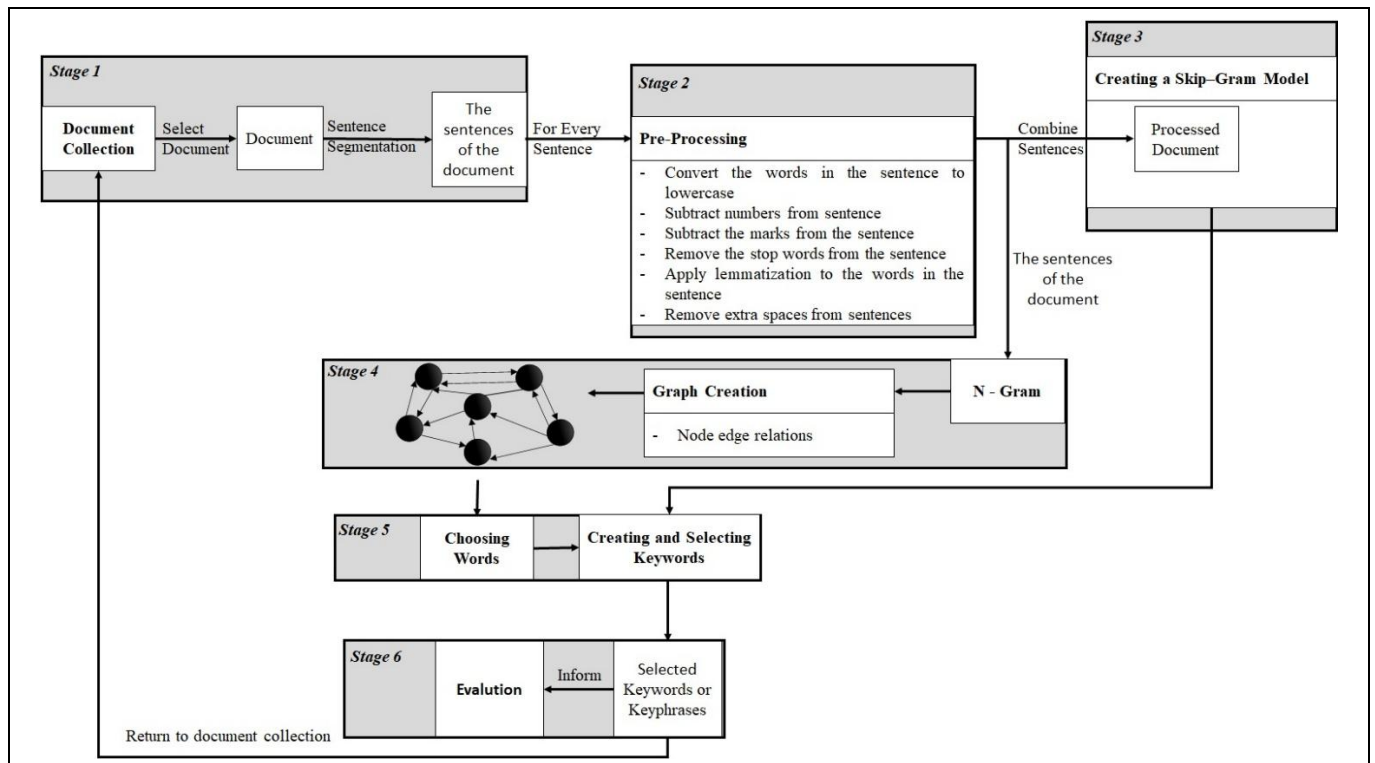 Stage 1
Document
Collection
Select
Document
Document
Sentence
Segmentation
The
sentences
of the
document
For Every
Sentence
Stage 2
Pre-Processing
- Convert the words in the sentence to
lowercase
- Subtract numbers from sentence
- Subtract the marks from the sentence
- Remove the stop words from the sentence
- Apply lemmatization to the words in the
sentence
- Remove extra spaces from sentences
Combine
Sentences
Stage 3
Creating a Skip–Gram Model
Processed
Document
The sentences
of the
document
Stage 4
Graph Creation
- Node edge relations
N - Gram
Stage 5
Choosing
Words
Creating and Selecting
Keywords
Stage 6
Evalution
Inform
Selected
Keywords or
Keyphrases
Return to document collection